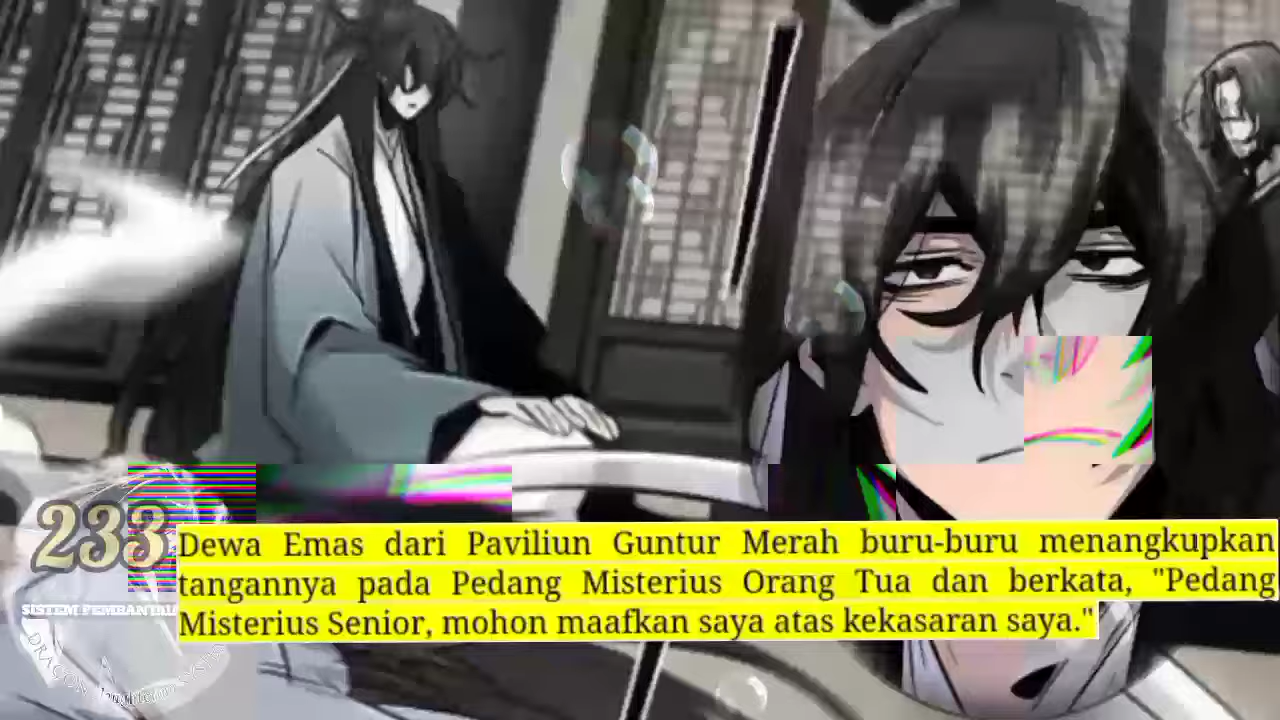 233
Dewa Emas dari Paviliun Guntur Merah buru-buru menangkupkan
tangannya pada Pedang Misterius Orang Tua dan berkata, "Pedang
Misterius Senior, mohon maafkan saya atas kekasaran saya."
SISTEM PEMBANTAI
DRAGON